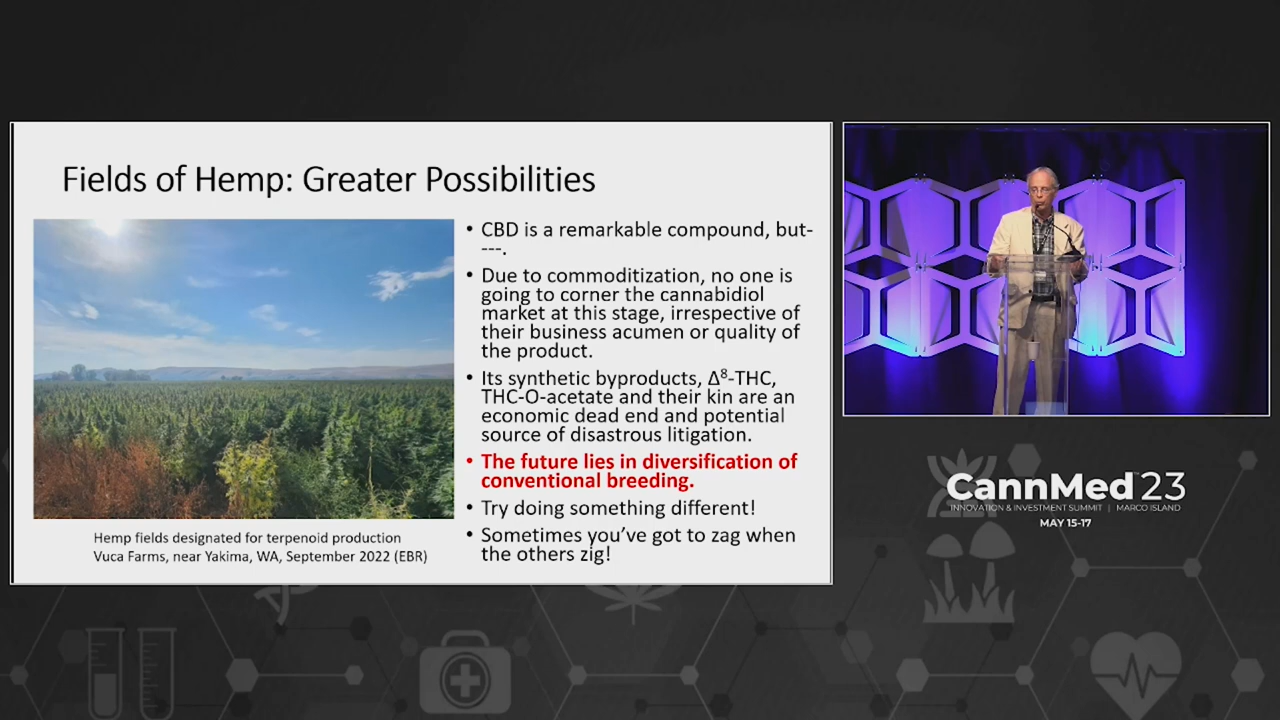 Fields of Hemp: Greater Possibilities
• CBD is a remarkable compound, but-
---.
• Due to commoditization, no one is
going to corner the cannabidiol
market at this stage, irrespective of
their business acumen or quality of
the product.
• Its synthetic byproducts, Δ⁸-THC,
THC-O-acetate and their kin are an
economic dead end and potential
source of disastrous litigation.
• The future lies in diversification of
conventional breeding.
• Try doing something different!
• Sometimes you’ve got to zag when
the others zig!
Hemp fields designated for terpenoid production
Vuca Farms, near Yakima, WA, September 2022 (EBR)
CannMed™23
INNOVATION & INVESTMENT SUMMIT | MARCO ISLAND
MAY 15-17